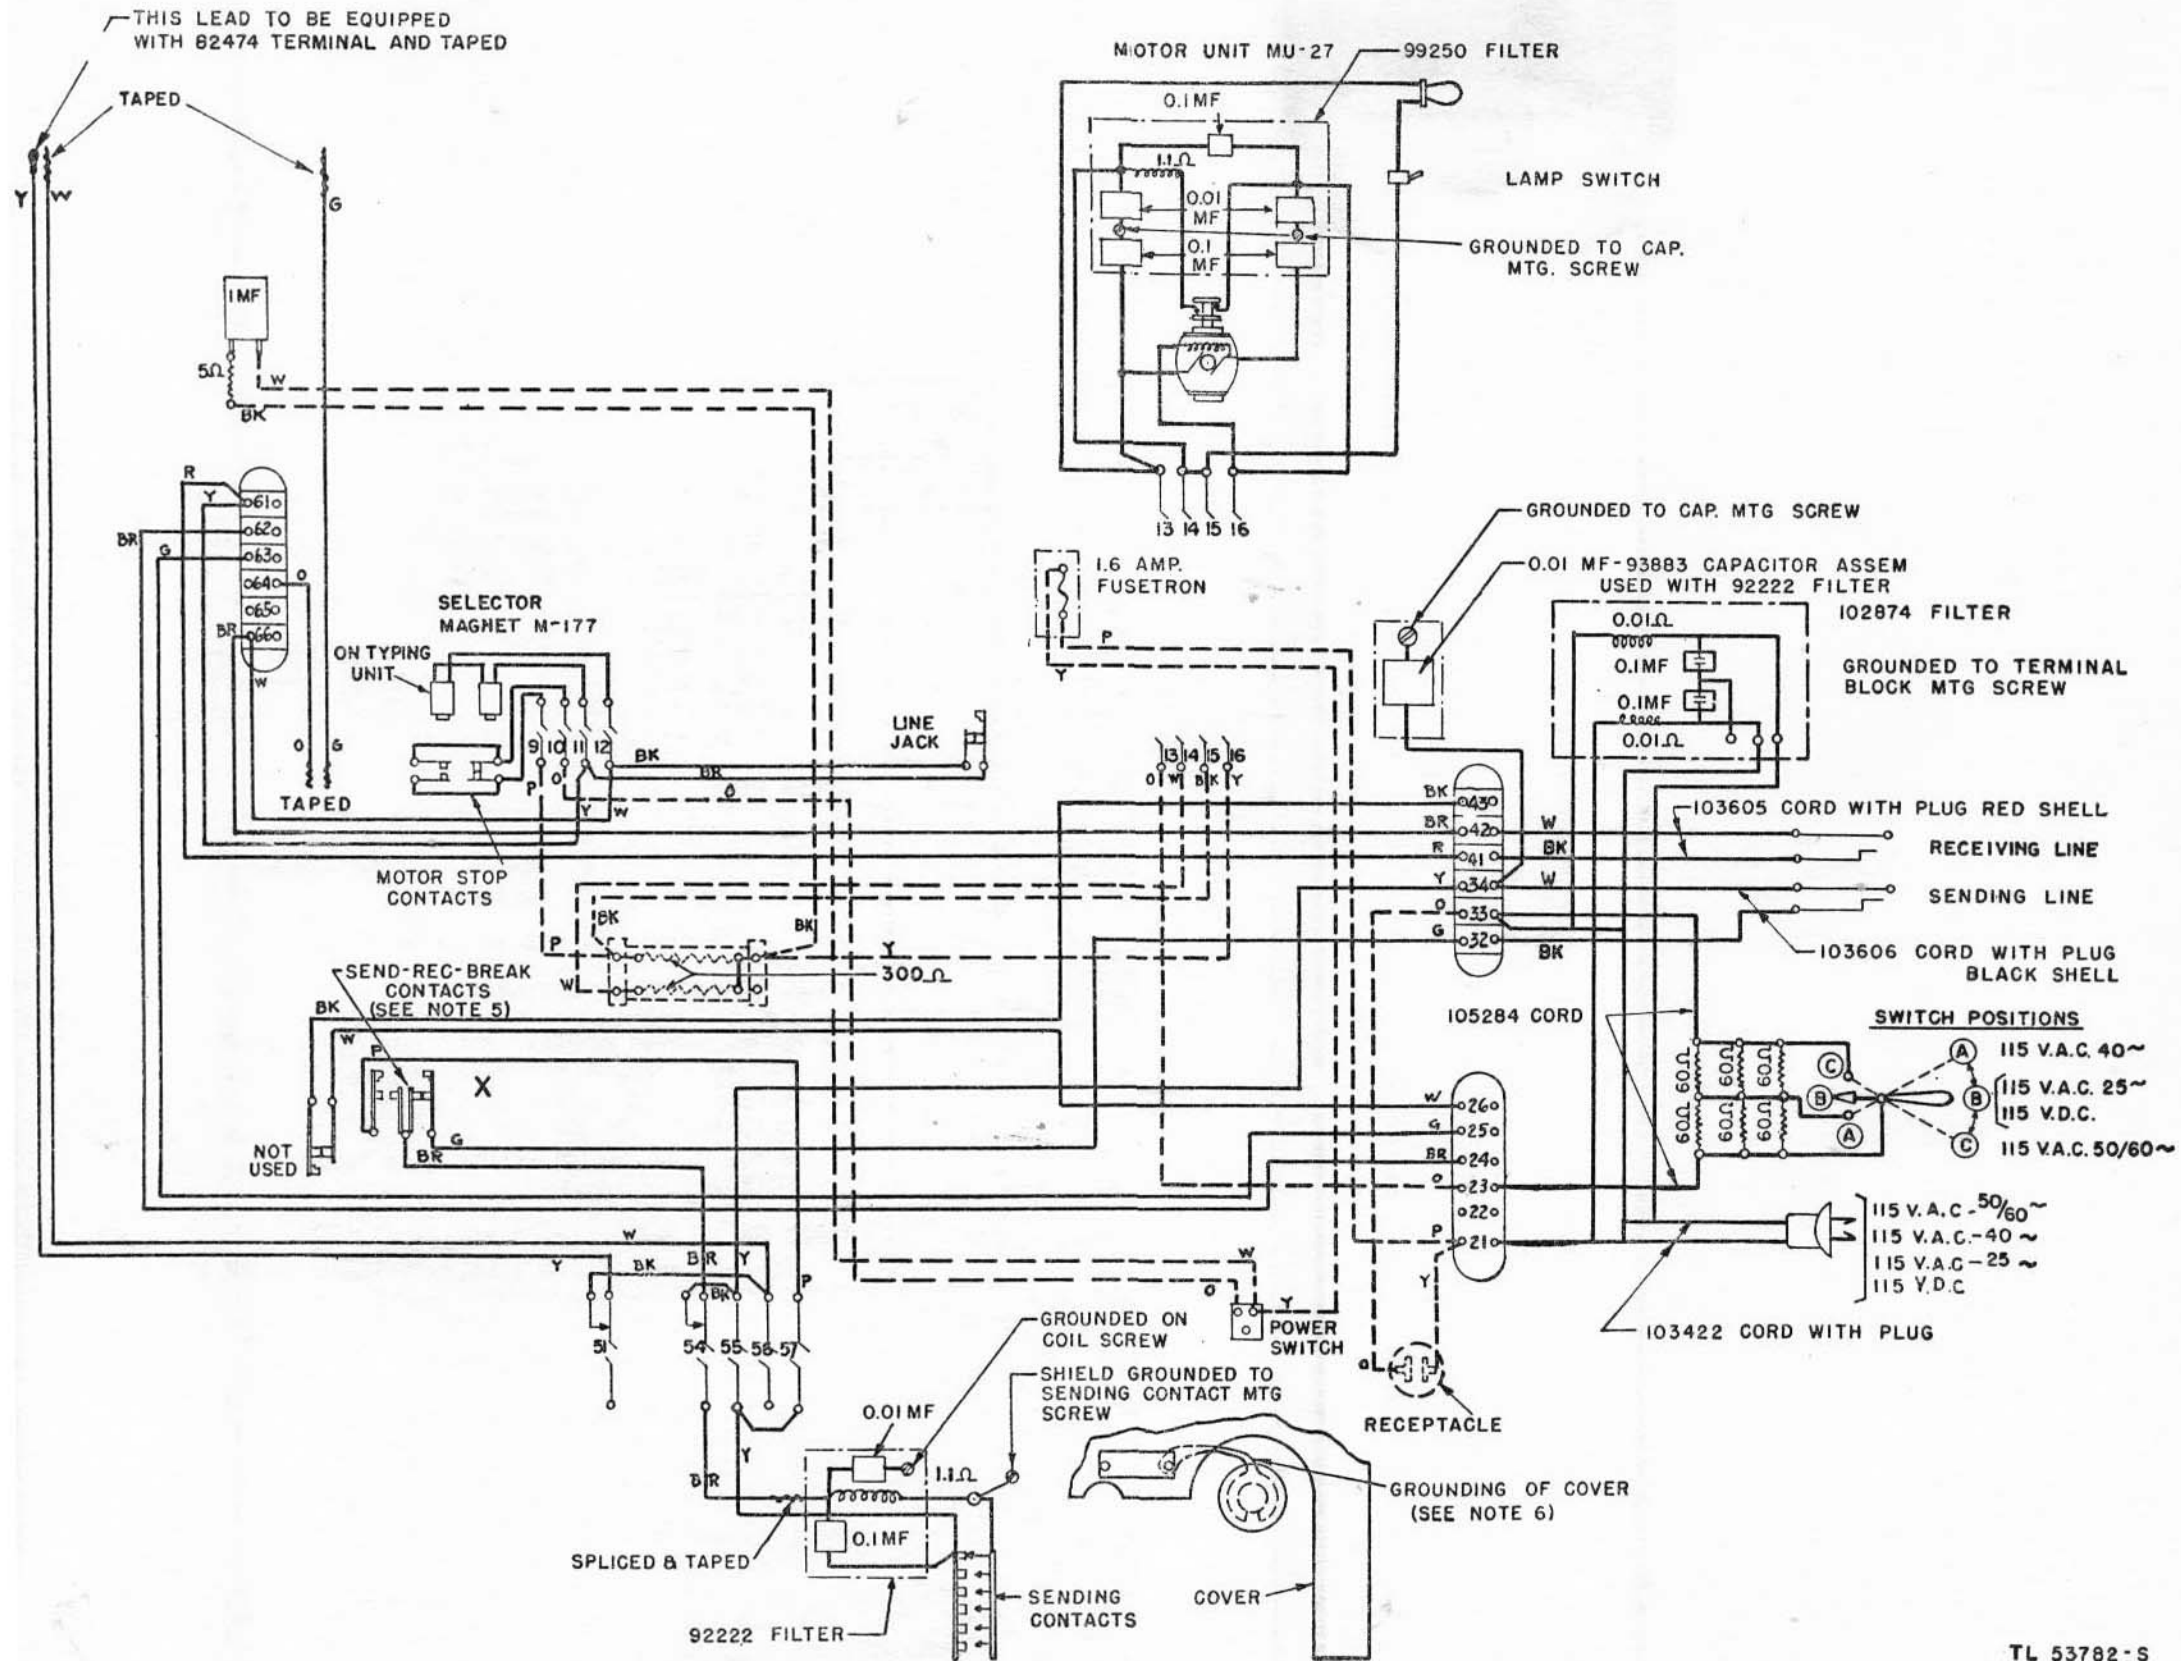 THIS LEAD TO BE EQUIPPED
WITH 82474 TERMINAL AND TAPED
TAPED
Y
W
G
MOTOR UNIT MU-27
99250 FILTER
0.1MF
1.1Ω
0.01
MF
0.1
MF
LAMP SWITCH
GROUNDED TO CAP.
MTG. SCREW
13 14 15 16
1MF
5Ω
W
BK
R
Y
BR
G
61
62
63
64
65
66
O
BR
W
O
G
TAPED
SELECTOR
MAGNET M-177
ON TYPING
UNIT
9 10 11 12
P
O
Y
W
BK
BR
O
LINE
JACK
MOTOR STOP
CONTACTS
1.6 AMP.
FUSETRON
P
Y
13 14 15 16
O W BK Y
GROUNDED TO CAP. MTG SCREW
0.01 MF-93883 CAPACITOR ASSEM
USED WITH 92222 FILTER
102874 FILTER
0.01Ω
0.1MF
0.1MF
0.01Ω
GROUNDED TO TERMINAL
BLOCK MTG SCREW
BK 43
BR 42 W
R 41 BK
Y 34 W
O 33
G 32 BK
103605 CORD WITH PLUG RED SHELL
RECEIVING LINE
SENDING LINE
103606 CORD WITH PLUG
BLACK SHELL
BK
P
W
BK
Y
300Ω
SEND-REC-BREAK
CONTACTS
(SEE NOTE 5)
BK
W
P
X
G
BR
NOT
USED
105284 CORD
W 26
G 25
BR 24
O 23
22
P 21
Y
60Ω 60Ω 60Ω
60Ω 60Ω 60Ω
C
B
A
SWITCH POSITIONS
A 115 V.A.C. 40~
B 115 V.A.C. 25~
115 V.D.C.
C 115 V.A.C. 50/60~
115 V.A.C-50/60~
115 V.A.C.-40~
115 V.A.C-25~
115 V.D.C
103422 CORD WITH PLUG
W
Y
BK
BR
Y
P
BK
51
54 55 56 57
W
O
Y
POWER
SWITCH
O
RECEPTACLE
GROUNDED ON
COIL SCREW
SHIELD GROUNDED TO
SENDING CONTACT MTG
SCREW
0.01MF
1.1Ω
BR
Y
0.1MF
SPLICED & TAPED
92222 FILTER
SENDING
CONTACTS
GROUNDING OF COVER
(SEE NOTE 6)
COVER
TL 53782-S